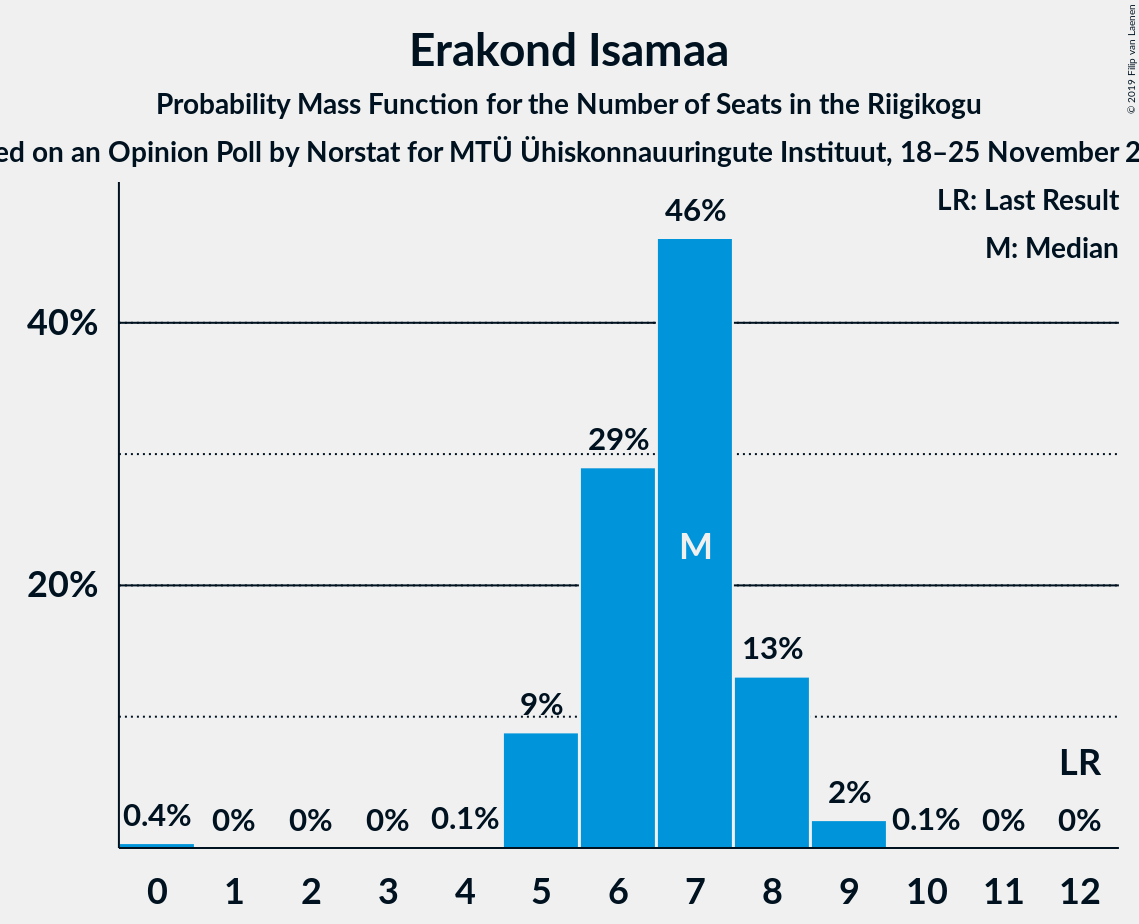 Erakond Isamaa
Probability Mass Function for the Number of Seats in the Riigikogu
on an Opinion Poll by Norstat for MTÜ Ühiskonnauuringute Instituut, 18–25 November
© 2019 Filip van Laenen
LR: Last Result
M: Median
46%
40%
29%
M
20%
13%
9%
LR
2%
0.4% 0% 0% 0% 0.1% 0.1% 0% 0%
0 1 2 3 4 5 6 7 8 9 10 11 12